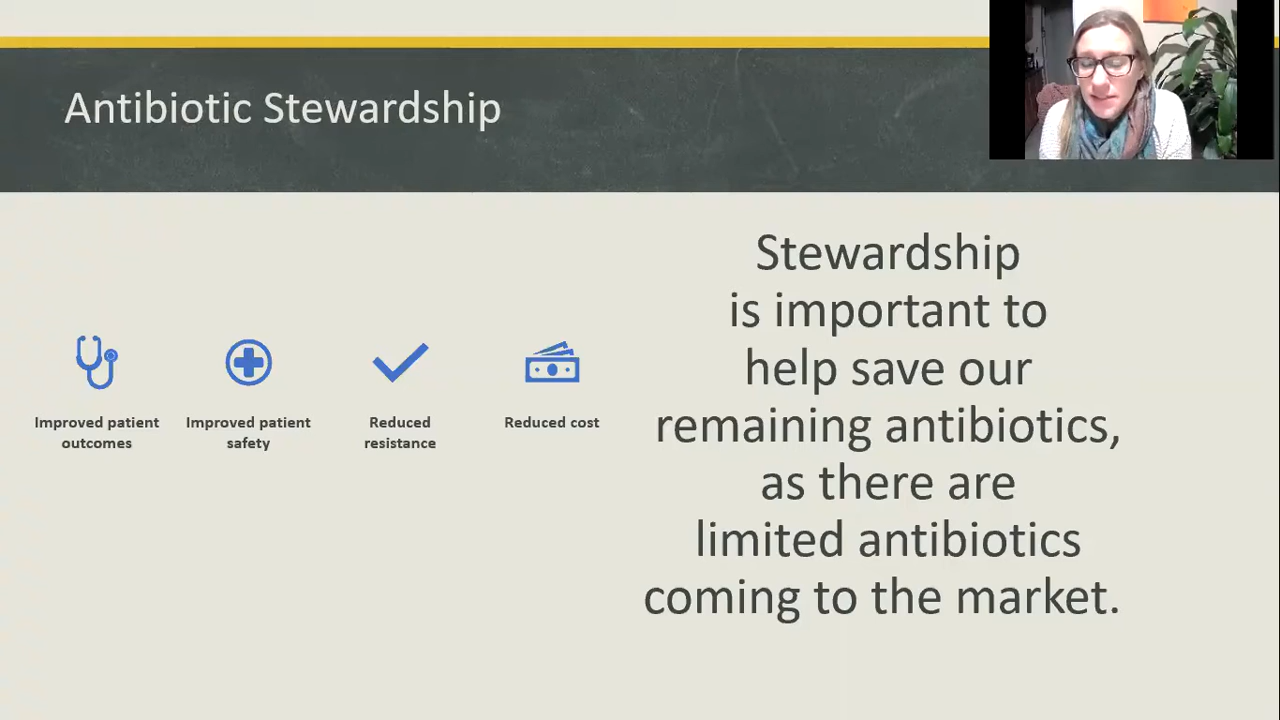 Antibiotic Stewardship
Improved patient
outcomes
Improved patient
safety
Reduced
resistance
Reduced cost
Stewardship
is important to
help save our
remaining antibiotics,
as there are
limited antibiotics
coming to the market.